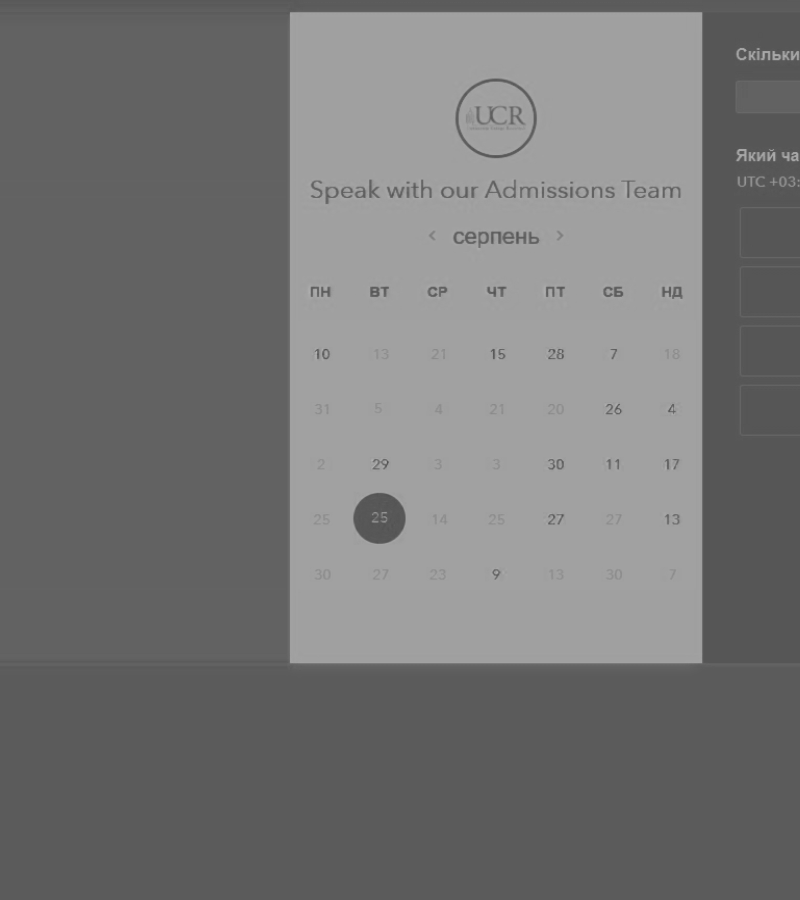 UCR
Speak with our Admissions Team
‹ серпень ›
ПН ВТ СР ЧТ ПТ СБ НД
10 13 21 15 28 7 18
31 5 4 21 20 26 4
2 29 3 3 30 11 17
25 25 14 25 27 27 13
30 27 23 9 13 30 7
Скільки
Який ча
UTC +03: